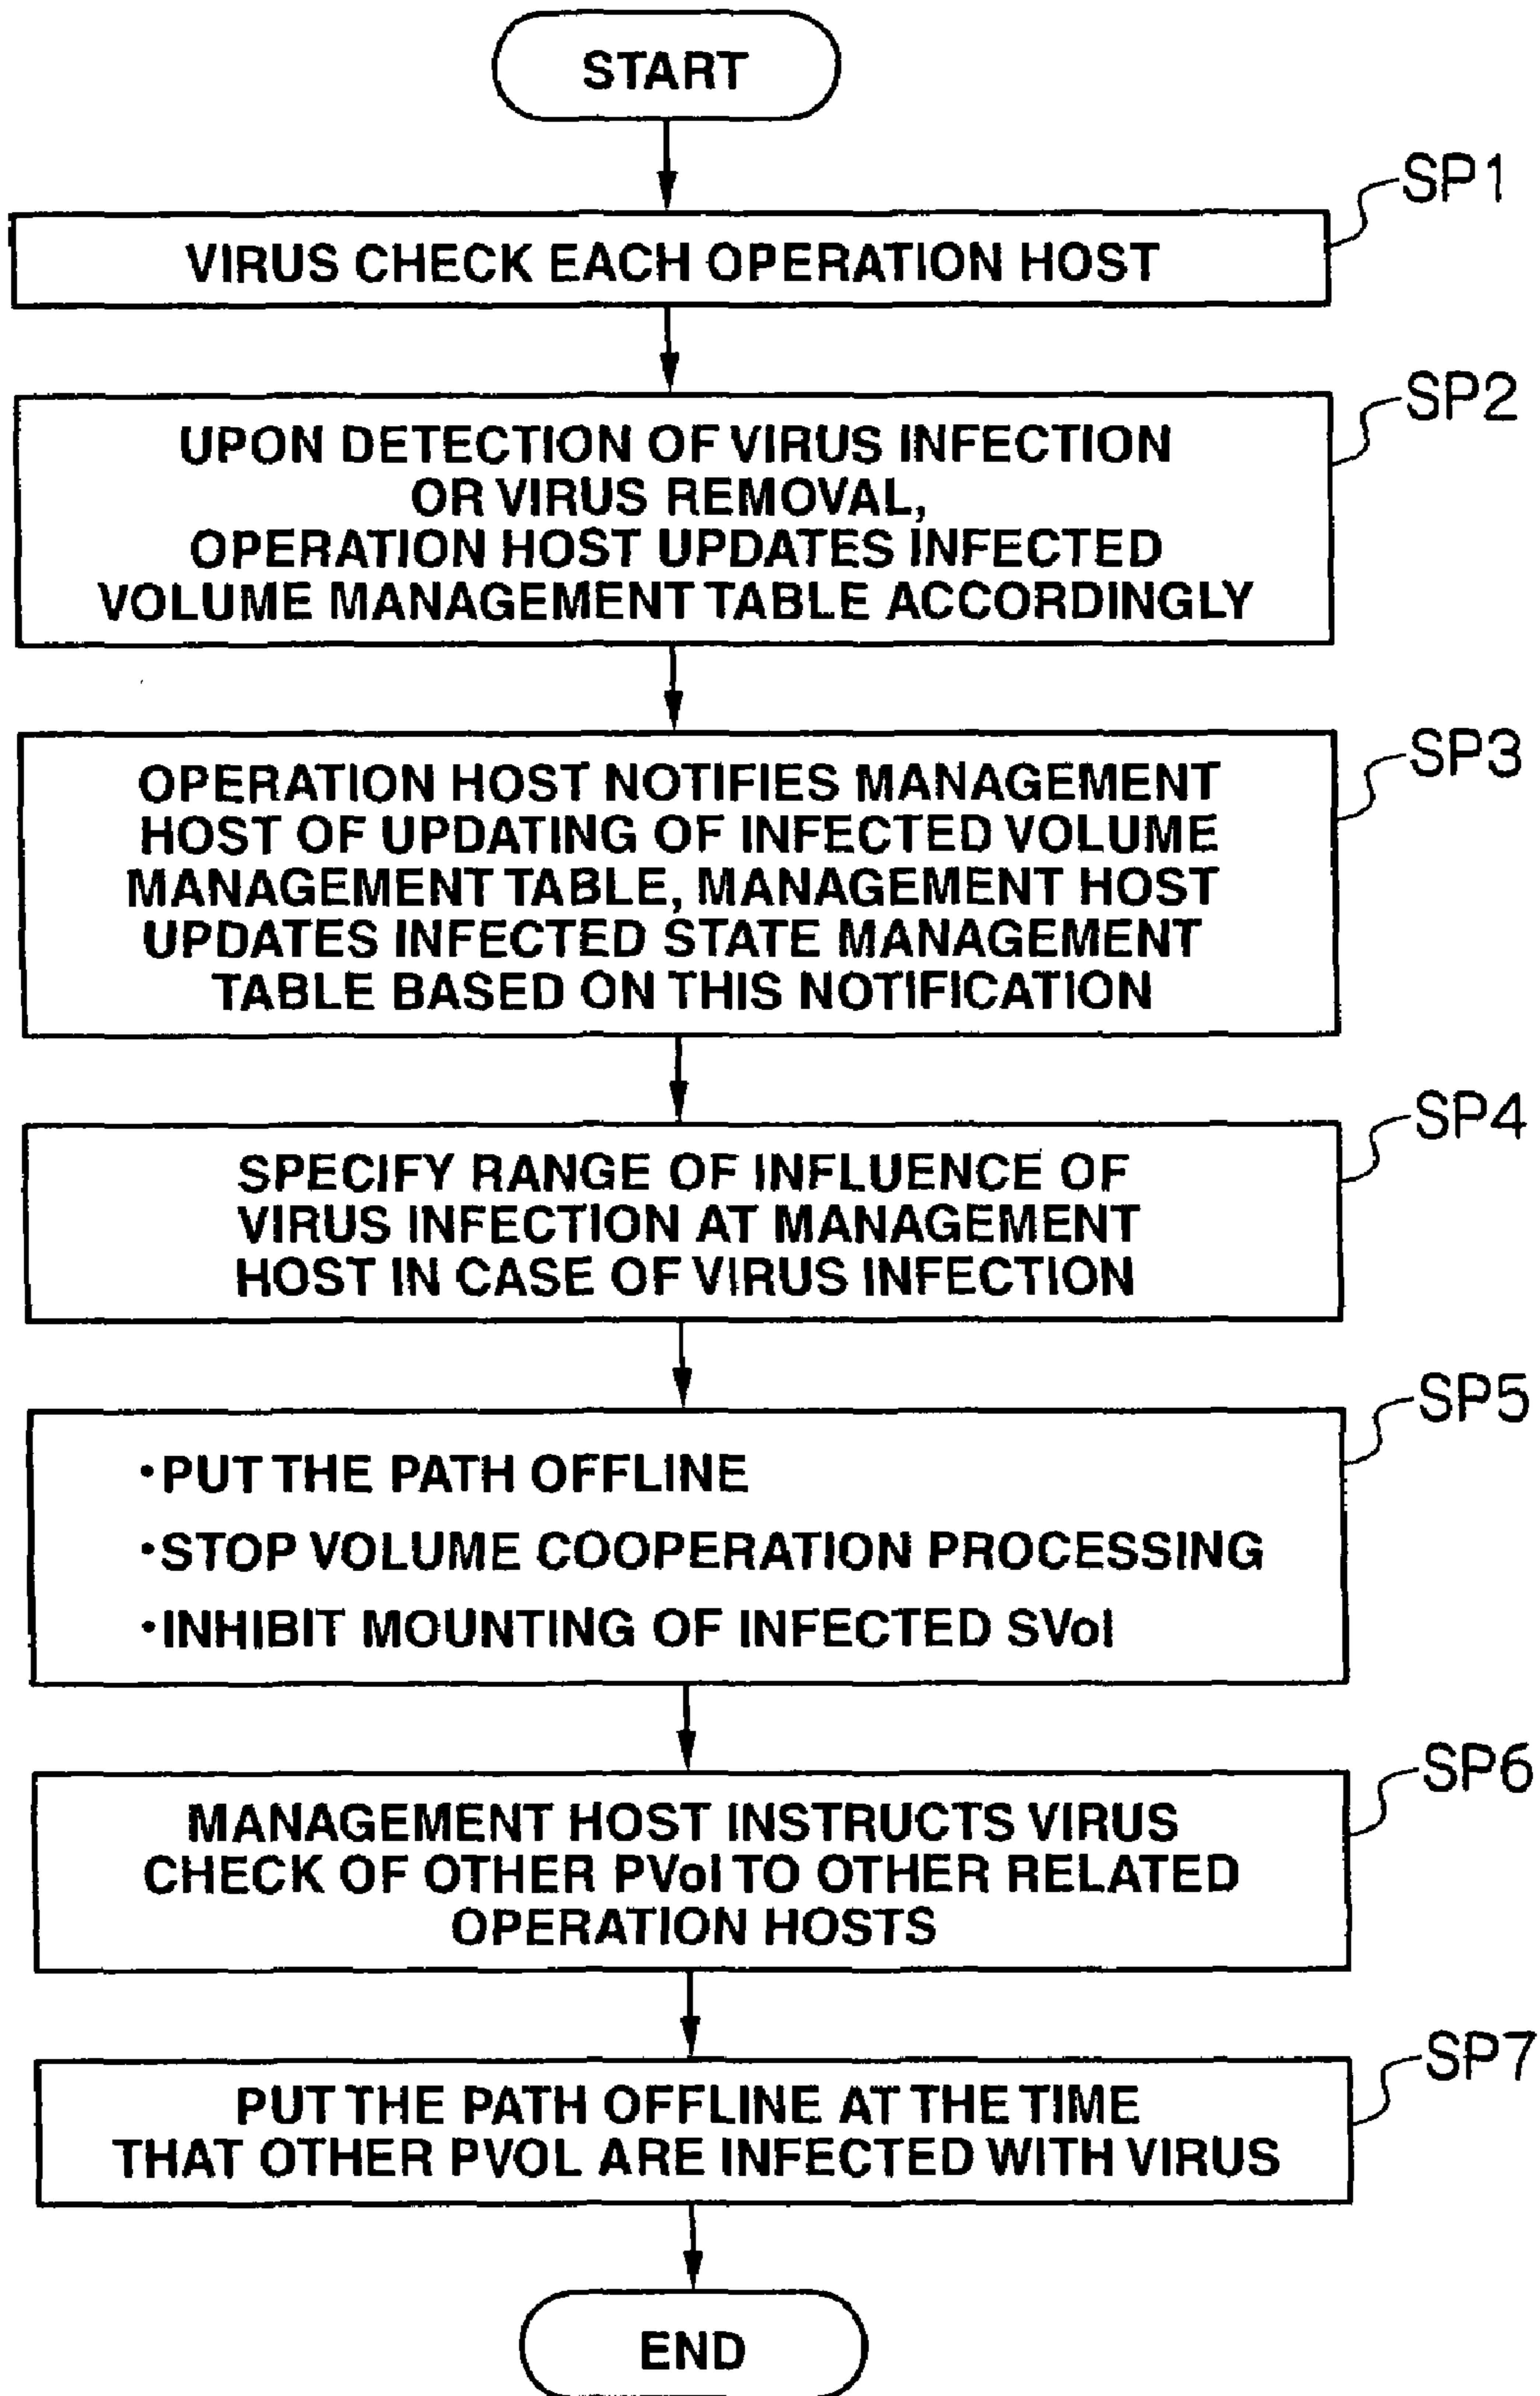 START
SP1
VIRUS CHECK EACH OPERATION HOST
SP2
UPON DETECTION OF VIRUS INFECTION
OR VIRUS REMOVAL,
OPERATION HOST UPDATES INFECTED
VOLUME MANAGEMENT TABLE ACCORDINGLY
SP3
OPERATION HOST NOTIFIES MANAGEMENT
HOST OF UPDATING OF INFECTED VOLUME
MANAGEMENT TABLE, MANAGEMENT HOST
UPDATES INFECTED STATE MANAGEMENT
TABLE BASED ON THIS NOTIFICATION
SP4
SPECIFY RANGE OF INFLUENCE OF
VIRUS INFECTION AT MANAGEMENT
HOST IN CASE OF VIRUS INFECTION
SP5
・PUT THE PATH OFFLINE
・STOP VOLUME COOPERATION PROCESSING
・INHIBIT MOUNTING OF INFECTED SVol
SP6
MANAGEMENT HOST INSTRUCTS VIRUS
CHECK OF OTHER PVol TO OTHER RELATED
OPERATION HOSTS
SP7
PUT THE PATH OFFLINE AT THE TIME
THAT OTHER PVOL ARE INFECTED WITH VIRUS
END